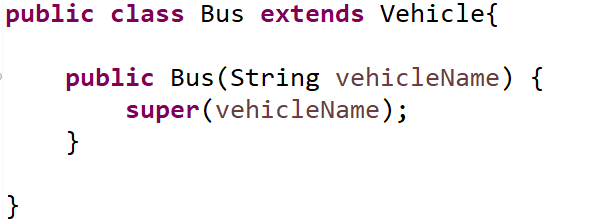 public class Bus extends Vehicle{
public Bus(String vehicleName) {
super(vehicleName);
}
}